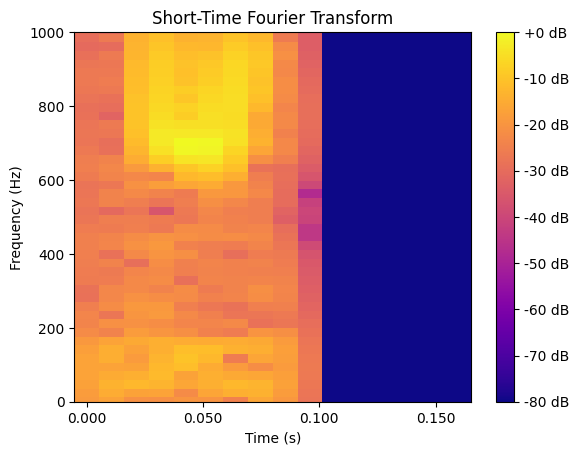 Short-Time Fourier Transform
1000
800
600
400
200
0
Frequency (Hz)
0.000
0.050
0.100
0.150
Time (s)
+0 dB
-10 dB
-20 dB
-30 dB
-40 dB
-50 dB
-60 dB
-70 dB
-80 dB